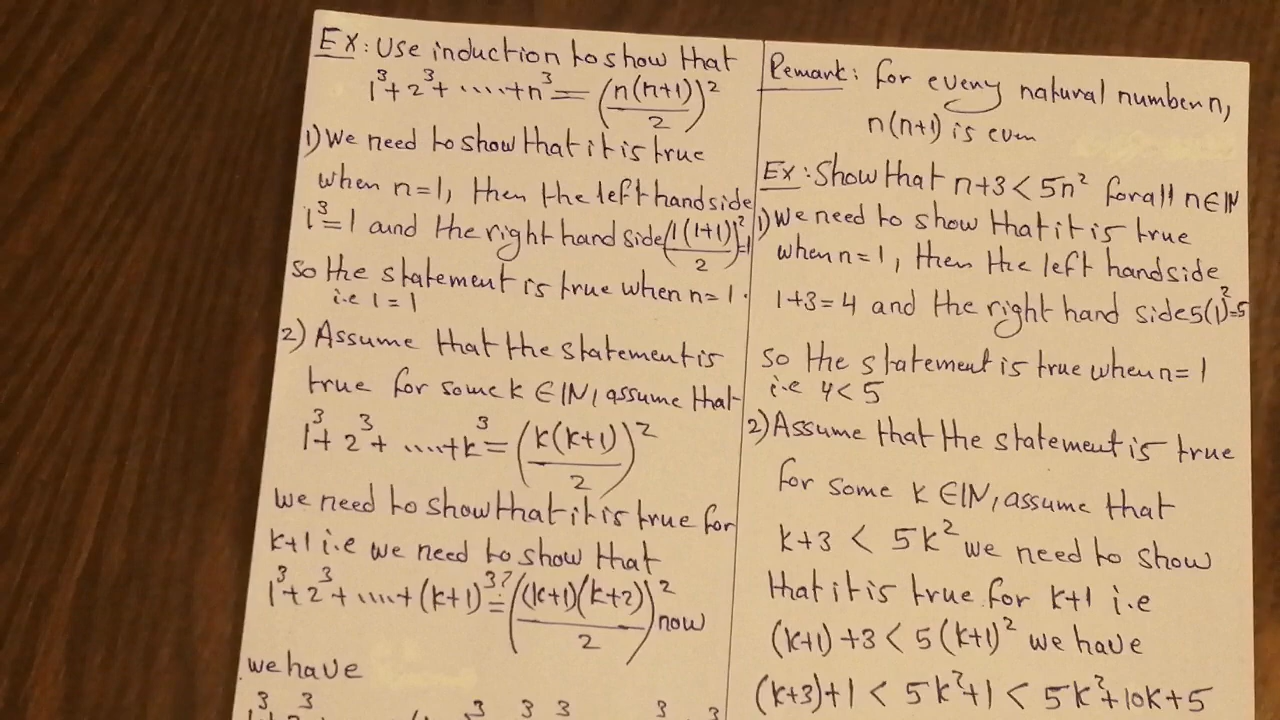 Ex: Use induction to show that
1³+2³+.....+n³=(n(n+1)/2)²
1) We need to show that it is true
when n=1, then the left hand side
1³=1 and the right hand side (1(1+1)/2)²=1
so the statement is true when n=1.
i.e 1=1
2) Assume that the statement is
true for some k∈ℕ, assume that
1³+2³+.....+k³=(k(k+1)/2)²
we need to show that it is true for
k+1 i.e we need to show that
1³+2³+.....+(k+1)³ ?= ((k+1)(k+2)/2)² now
we have
Remark: for every natural number n,
n(n+1) is even
Ex: Show that n+3<5n² for all n∈ℕ
1) We need to show that it is true
when n=1, then the left hand side
1+3=4 and the right hand side 5(1)²=5
so the statement is true when n=1
i.e 4<5
2) Assume that the statement is true
for some k∈ℕ, assume that
k+3 < 5k² we need to show
that it is true for k+1 i.e
(k+1)+3<5(k+1)² we have
(k+3)+1 < 5k²+1 < 5k²+10k+5